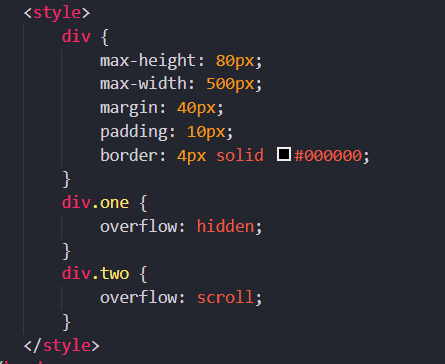 <style>
div {
max-height: 80px;
max-width: 500px;
margin: 40px;
padding: 10px;
border: 4px solid #000000;
}
div.one {
overflow: hidden;
}
div.two {
overflow: scroll;
}
</style>